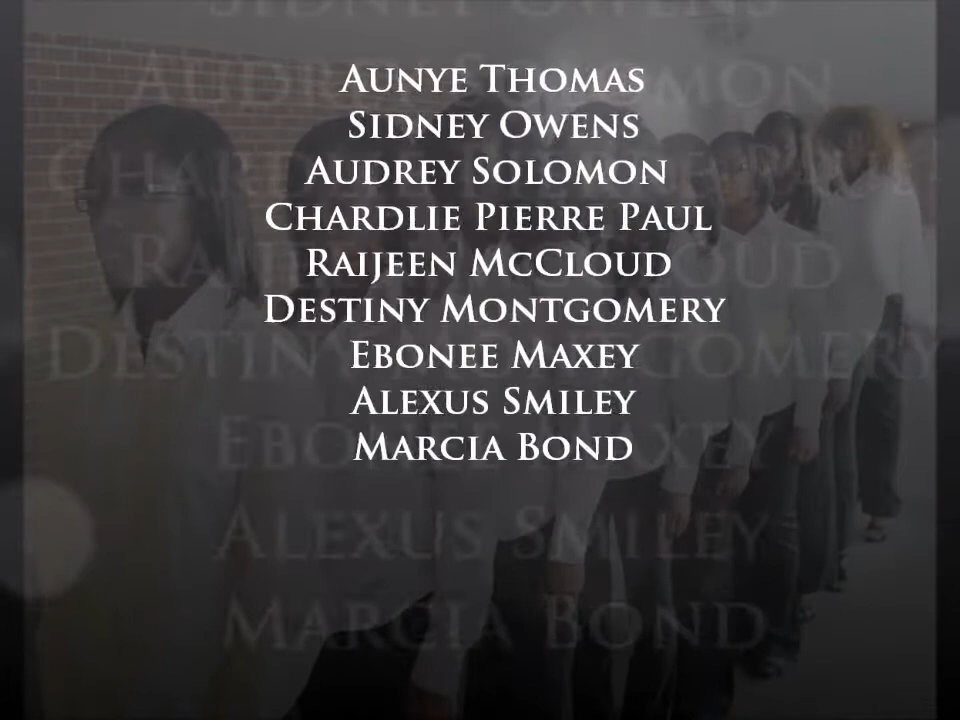 Aunye Thomas
Sidney Owens
Audrey Solomon
Chardlie Pierre Paul
Raijeen McCloud
Destiny Montgomery
Ebonee Maxey
Alexus Smiley
Marcia Bond